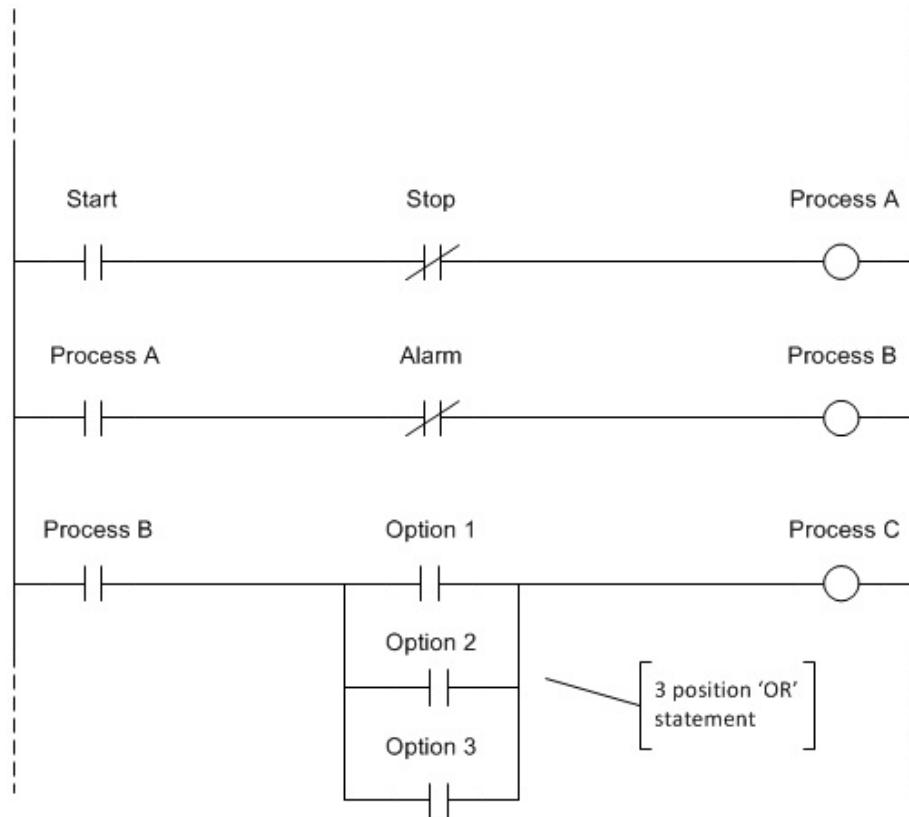 Start
Stop
Process A
Process A
Alarm
Process B
Process B
Option 1
Process C
Option 2
Option 3
3 position ‘OR’
statement